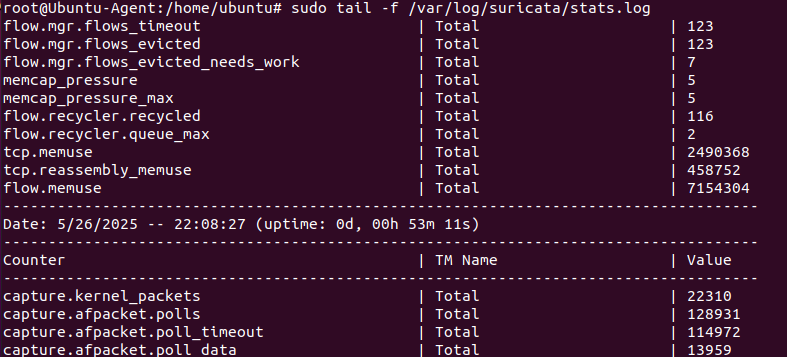 root@Ubuntu-Agent:/home/ubuntu# sudo tail -f /var/log/suricata/stats.log
flow.mgr.flows_timeout | Total | 123
flow.mgr.flows_evicted | Total | 123
flow.mgr.flows_evicted_needs_work | Total | 7
memcap_pressure | Total | 5
memcap_pressure_max | Total | 5
flow.recycler.recycled | Total | 116
flow.recycler.queue_max | Total | 2
tcp.memuse | Total | 2490368
tcp.reassembly_memuse | Total | 458752
flow.memuse | Total | 7154304
------------------------------------------------------------------------------------
Date: 5/26/2025 -- 22:08:27 (uptime: 0d, 00h 53m 11s)
------------------------------------------------------------------------------------
Counter | TM Name | Value
------------------------------------------------------------------------------------
capture.kernel_packets | Total | 22310
capture.afpacket.polls | Total | 128931
capture.afpacket.poll_timeout | Total | 114972
capture.afpacket.poll_data | Total | 13959